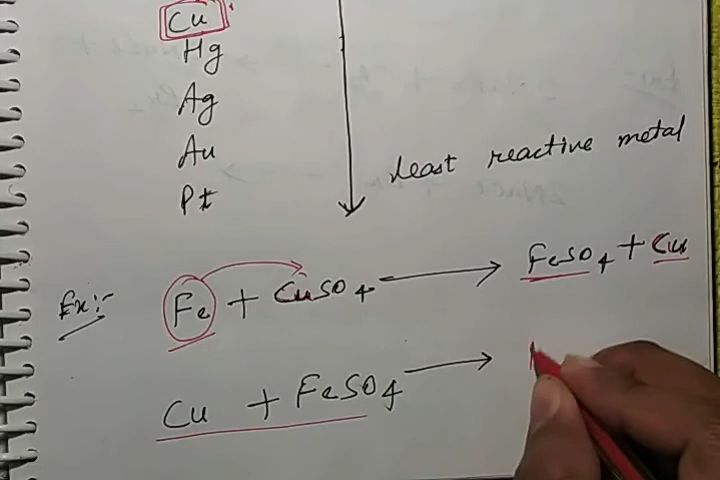 Cu
Hg
Ag
Au
Pt
Least reactive metal
Ex:- Fe + CuSO4 → FeSO4 + Cu
Cu + FeSO4 →